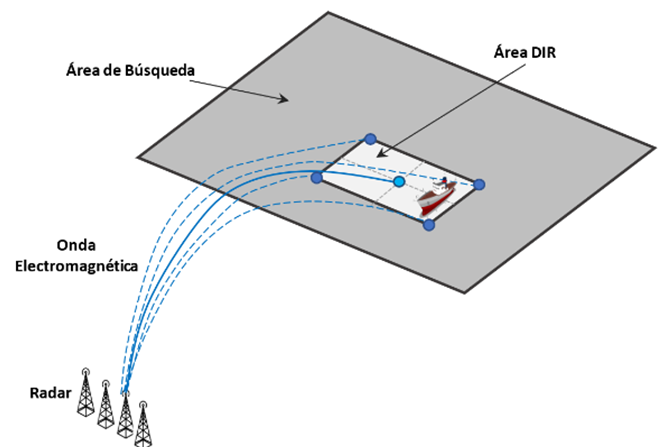 Área DIR
Área de Búsqueda
Onda
Electromagnética
Radar